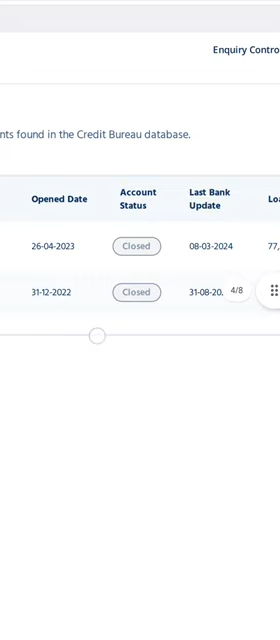 Enquiry Contro
nts found in the Credit Bureau database.
Opened Date Account Status Last Bank Update Loa
26-04-2023 Closed 08-03-2024 77,
31-12-2022 Closed 31-08-20. 4/8